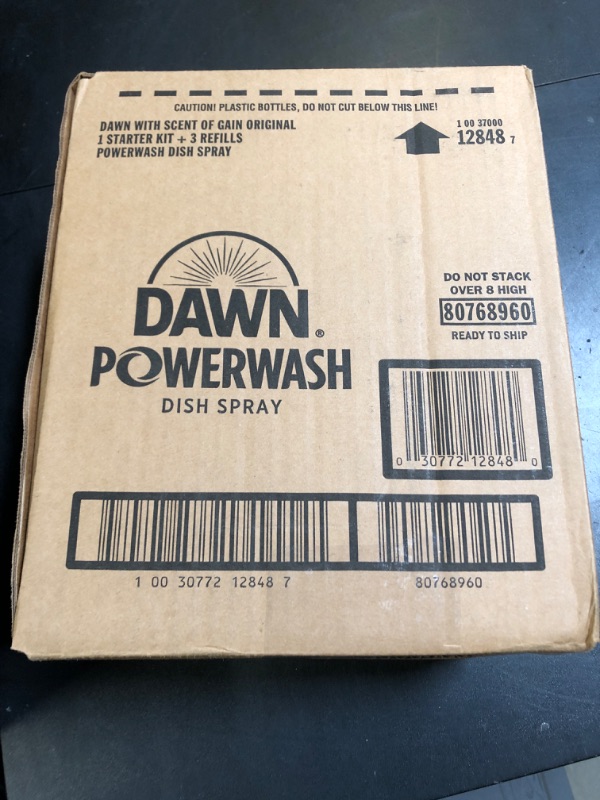 CAUTION! PLASTIC BOTTLES, DO NOT CUT BELOW THIS LINE!
DAWN WITH SCENT OF GAIN ORIGINAL
1 STARTER KIT + 3 REFILLS
POWERWASH DISH SPRAY
1 00 37000
12848 7
DAWN®
POWERWASH
DISH SPRAY
DO NOT STACK
OVER 8 HIGH
80768960
READY TO SHIP
0 30772 12848 0
1 00 30772 12848 7
80768960